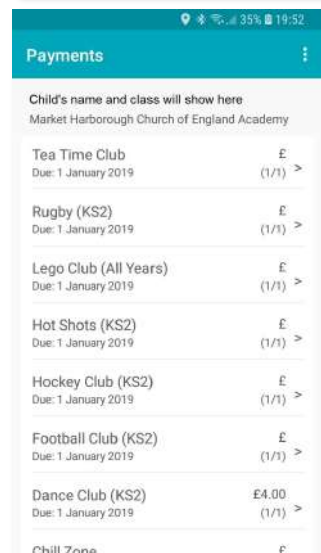 35% 19:52
Payments
Child's name and class will show here
Market Harborough Church of England Academy
Tea Time Club £
Due: 1 January 2019 (1/1) >
Rugby (KS2) £
Due: 1 January 2019 (1/1) >
Lego Club (All Years) £
Due: 1 January 2019 (1/1) >
Hot Shots (KS2) £
Due: 1 January 2019 (1/1) >
Hockey Club (KS2) £
Due: 1 January 2019 (1/1) >
Football Club (KS2) £
Due: 1 January 2019 (1/1) >
Dance Club (KS2) £4.00
Due: 1 January 2019 (1/1) >
Chill Zone £